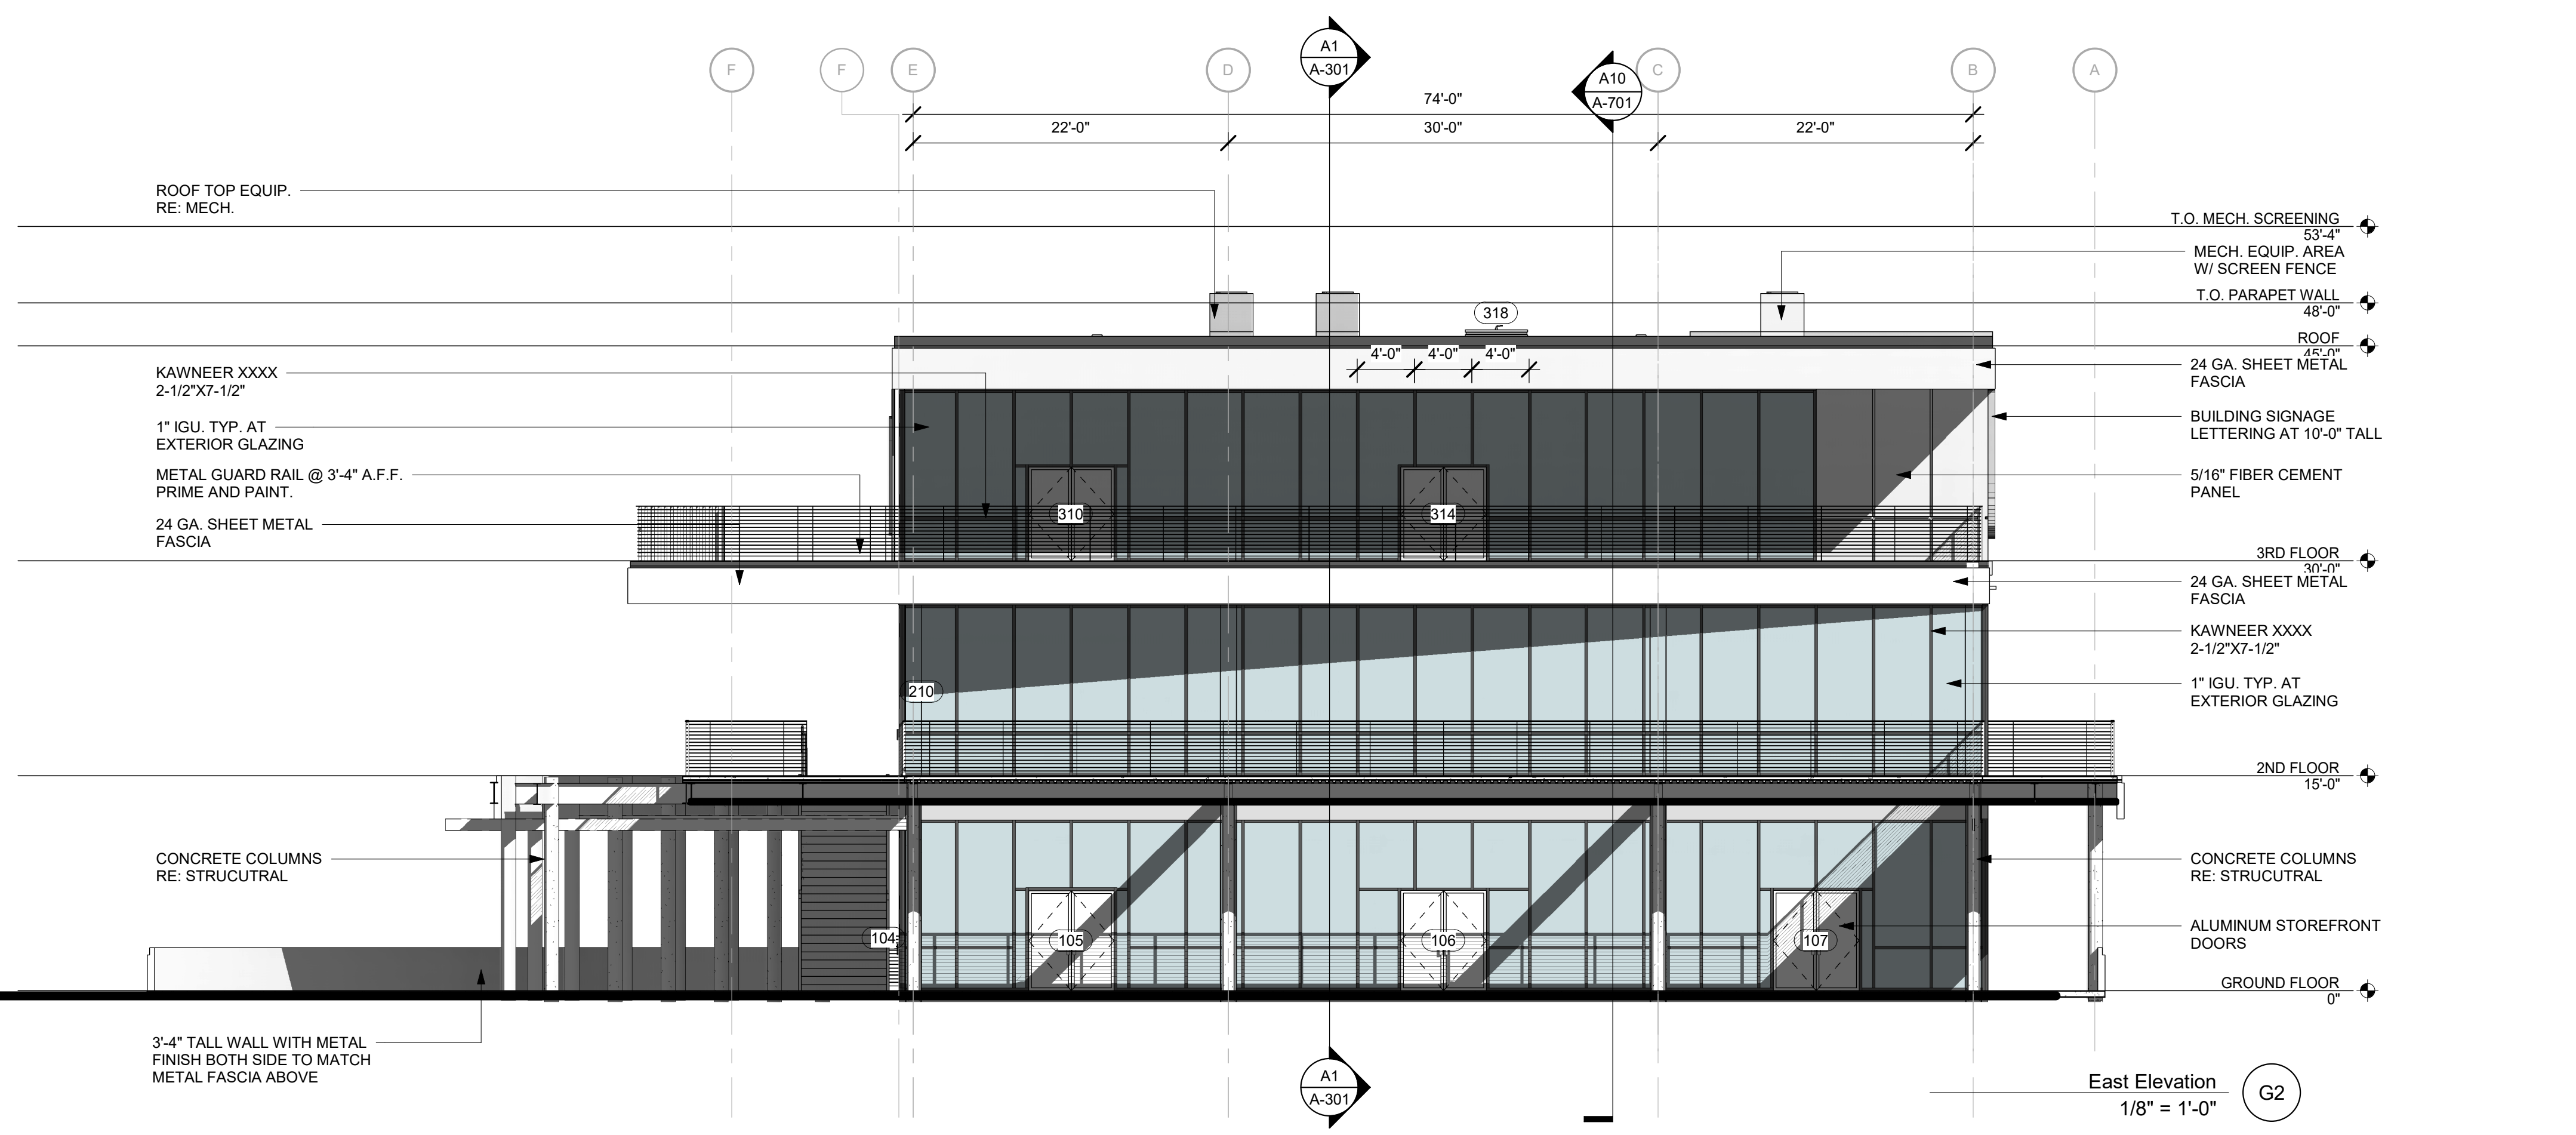 A1
A-301
F
F
E
D
A10
A-701
C
B
A
74'-0"
22'-0"
30'-0"
22'-0"
ROOF TOP EQUIP.
RE: MECH.
T.O. MECH. SCREENING
53'-4"
MECH. EQUIP. AREA
W/ SCREEN FENCE
T.O. PARAPET WALL
48'-0"
318
ROOF
45'-0"
4'-0"
4'-0"
4'-0"
KAWNEER XXXX
2-1/2"X7-1/2"
24 GA. SHEET METAL
FASCIA
1" IGU. TYP. AT
EXTERIOR GLAZING
BUILDING SIGNAGE
LETTERING AT 10'-0" TALL
METAL GUARD RAIL @ 3'-4" A.F.F.
PRIME AND PAINT.
5/16" FIBER CEMENT
PANEL
310
314
24 GA. SHEET METAL
FASCIA
3RD FLOOR
30'-0"
24 GA. SHEET METAL
FASCIA
KAWNEER XXXX
2-1/2"X7-1/2"
210
1" IGU. TYP. AT
EXTERIOR GLAZING
2ND FLOOR
15'-0"
CONCRETE COLUMNS
RE: STRUCUTRAL
CONCRETE COLUMNS
RE: STRUCUTRAL
104
105
106
107
ALUMINUM STOREFRONT
DOORS
GROUND FLOOR
0"
3'-4" TALL WALL WITH METAL
FINISH BOTH SIDE TO MATCH
METAL FASCIA ABOVE
A1
A-301
East Elevation
1/8" = 1'-0"
G2